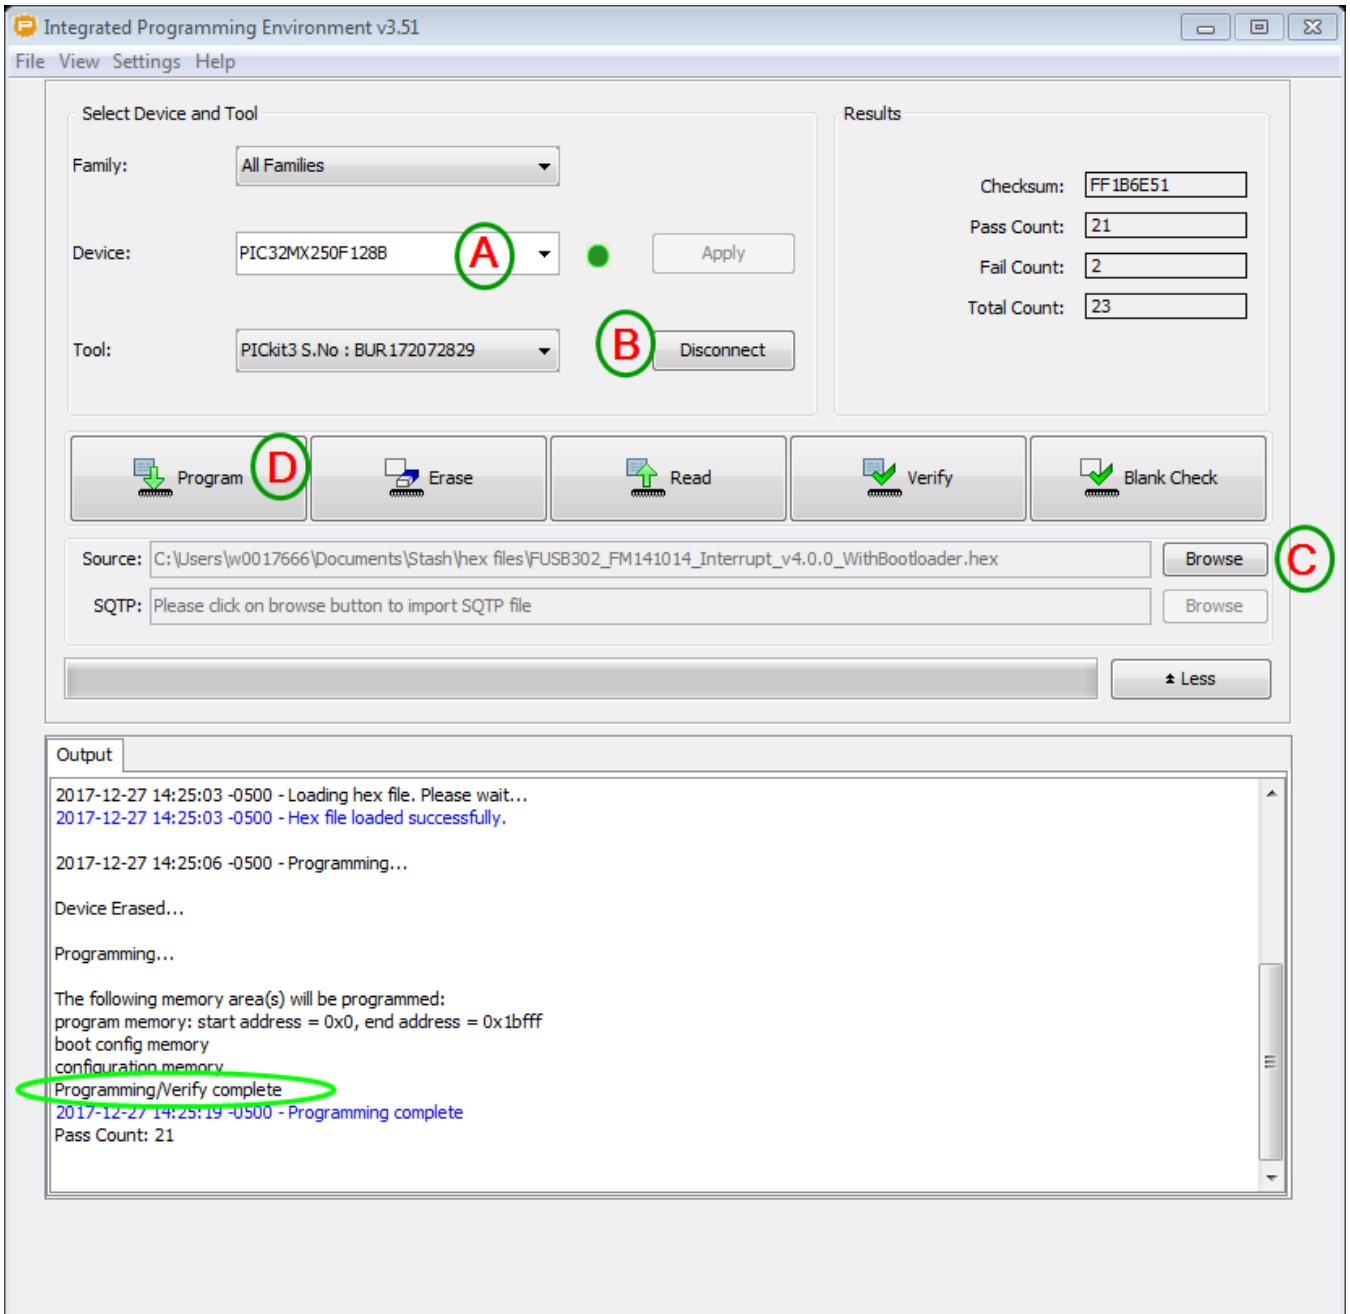 Integrated Programming Environment v3.51
File View Settings Help
Select Device and Tool
Family: All Families
Device: PIC32MX250F128B A Apply
Tool: PICkit3 S.No : BUR172072829 B Disconnect
Results
Checksum: FF1B6E51
Pass Count: 21
Fail Count: 2
Total Count: 23
Program D Erase Read Verify Blank Check
Source: C:\Users\w0017666\Documents\Stash\hex files\FUSB302_FM141014_Interrupt_v4.0.0_WithBootloader.hex Browse C
SQTP: Please click on browse button to import SQTP file Browse
Less
Output
2017-12-27 14:25:03 -0500 - Loading hex file. Please wait...
2017-12-27 14:25:03 -0500 - Hex file loaded successfully.
2017-12-27 14:25:06 -0500 - Programming...
Device Erased...
Programming...
The following memory area(s) will be programmed:
program memory: start address = 0x0, end address = 0x1bfff
boot config memory
configuration memory
Programming/Verify complete
2017-12-27 14:25:19 -0500 - Programming complete
Pass Count: 21